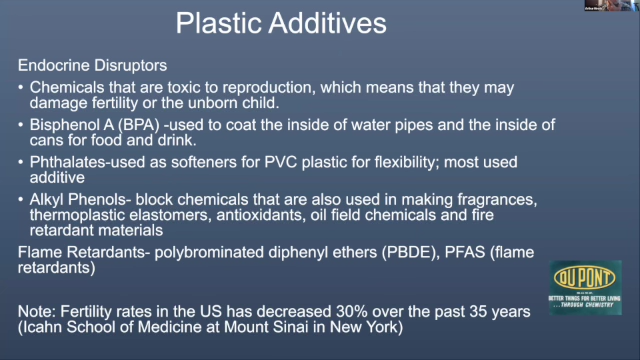 Plastic Additives
Endocrine Disruptors
• Chemicals that are toxic to reproduction, which means that they may
damage fertility or the unborn child.
• Bisphenol A (BPA) -used to coat the inside of water pipes and the inside of
cans for food and drink.
• Phthalates-used as softeners for PVC plastic for flexibility; most used
additive
• Alkyl Phenols- block chemicals that are also used in making fragrances,
thermoplastic elastomers, antioxidants, oil field chemicals and fire
retardant materials
Flame Retardants- polybrominated diphenyl ethers (PBDE), PFAS (flame
retardants)
DU PONT
BETTER THINGS FOR BETTER LIVING
...THROUGH CHEMISTRY
Note: Fertility rates in the US has decreased 30% over the past 35 years
(Icahn School of Medicine at Mount Sinai in New York)